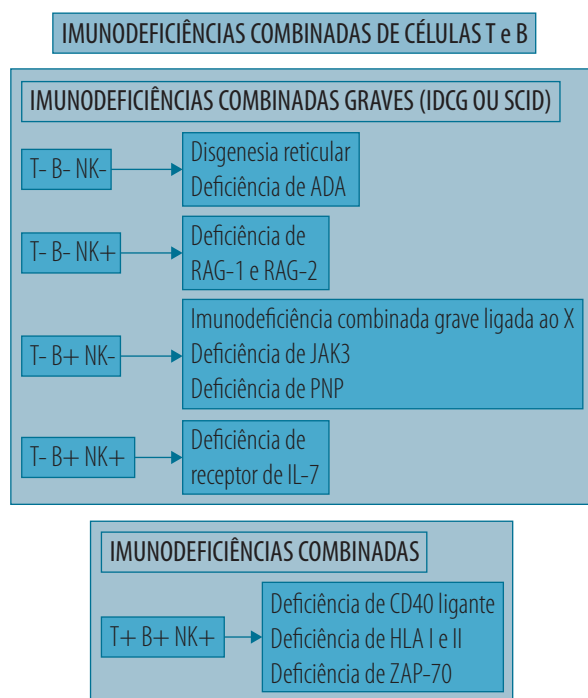 IMUNODEFICIÊNCIAS COMBINADAS DE CÉLULAS T e B
IMUNODEFICIÊNCIAS COMBINADAS GRAVES (IDCG OU SCID)
T- B- NK-
Disgenesia reticular
Deficiência de ADA
T- B- NK+
Deficiência de
RAG-1 e RAG-2
T- B+ NK-
Imunodeficiência combinada grave ligada ao X
Deficiência de JAK3
Deficiência de PNP
T- B+ NK+
Deficiência de
receptor de IL-7
IMUNODEFICIÊNCIAS COMBINADAS
T+ B+ NK+
Deficiência de CD40 ligante
Deficiência de HLA I e II
Deficiência de ZAP-70